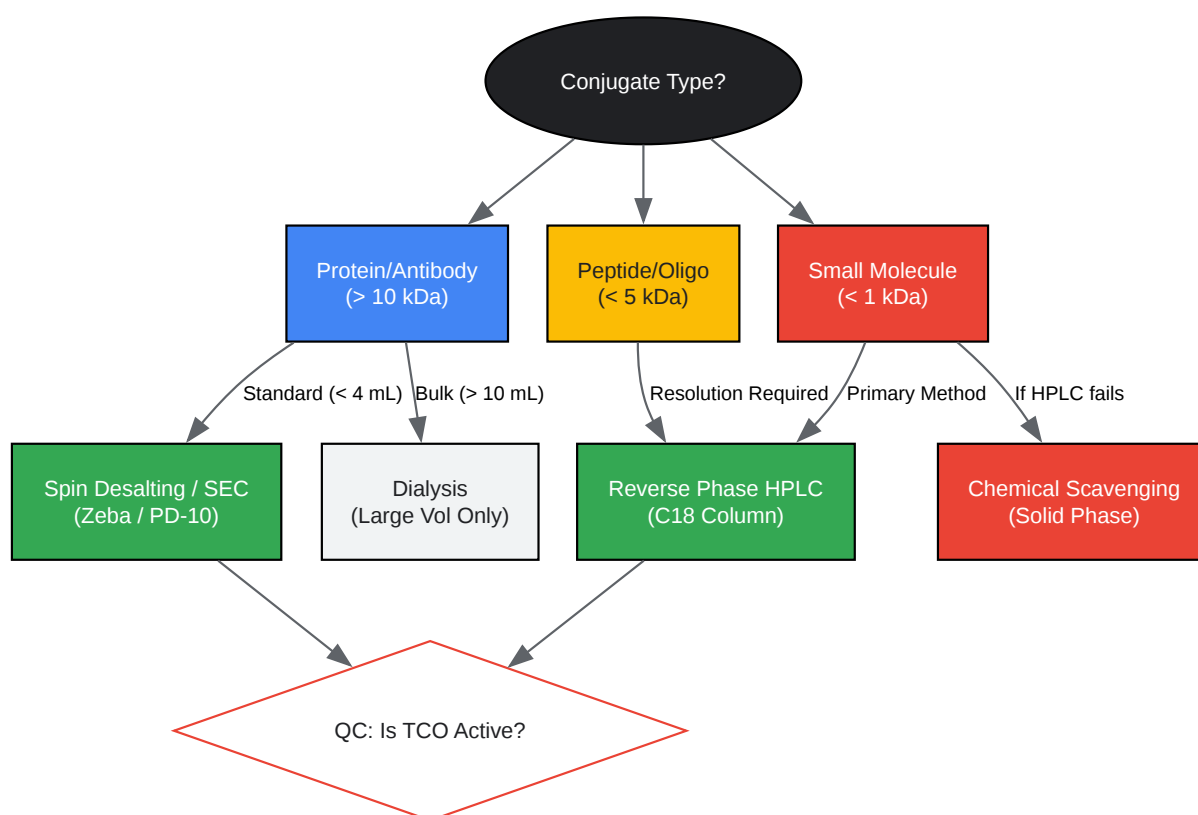 Conjugate Type?
Protein/Antibody
(> 10 kDa)
Peptide/Oligo
(< 5 kDa)
Small Molecule
(< 1 kDa)
Standard (< 4 mL)
Bulk (> 10 mL)
Resolution Required
Primary Method
If HPLC fails
Spin Desalting / SEC
(Zeba / PD-10)
Dialysis
(Large Vol Only)
Reverse Phase HPLC
(C18 Column)
Chemical Scavenging
(Solid Phase)
QC: Is TCO Active?